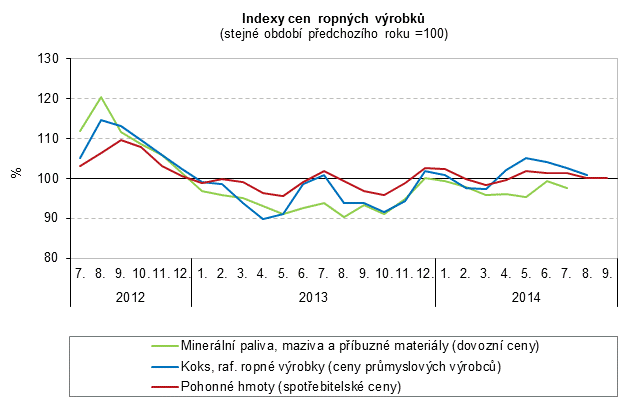 Indexy cen ropných výrobků
(stejné období předchozího roku =100)
130
120
110
100
90
80
%
7. 8. 9. 10. 11. 12. 1. 2. 3. 4. 5. 6. 7. 8. 9. 10. 11. 12. 1. 2. 3. 4. 5. 6. 7. 8. 9.
2012 2013 2014
Minerální paliva, maziva a příbuzné materiály (dovozní ceny)
Koks, raf. ropné výrobky (ceny průmyslových výrobců)
Pohonné hmoty (spotřebitelské ceny)